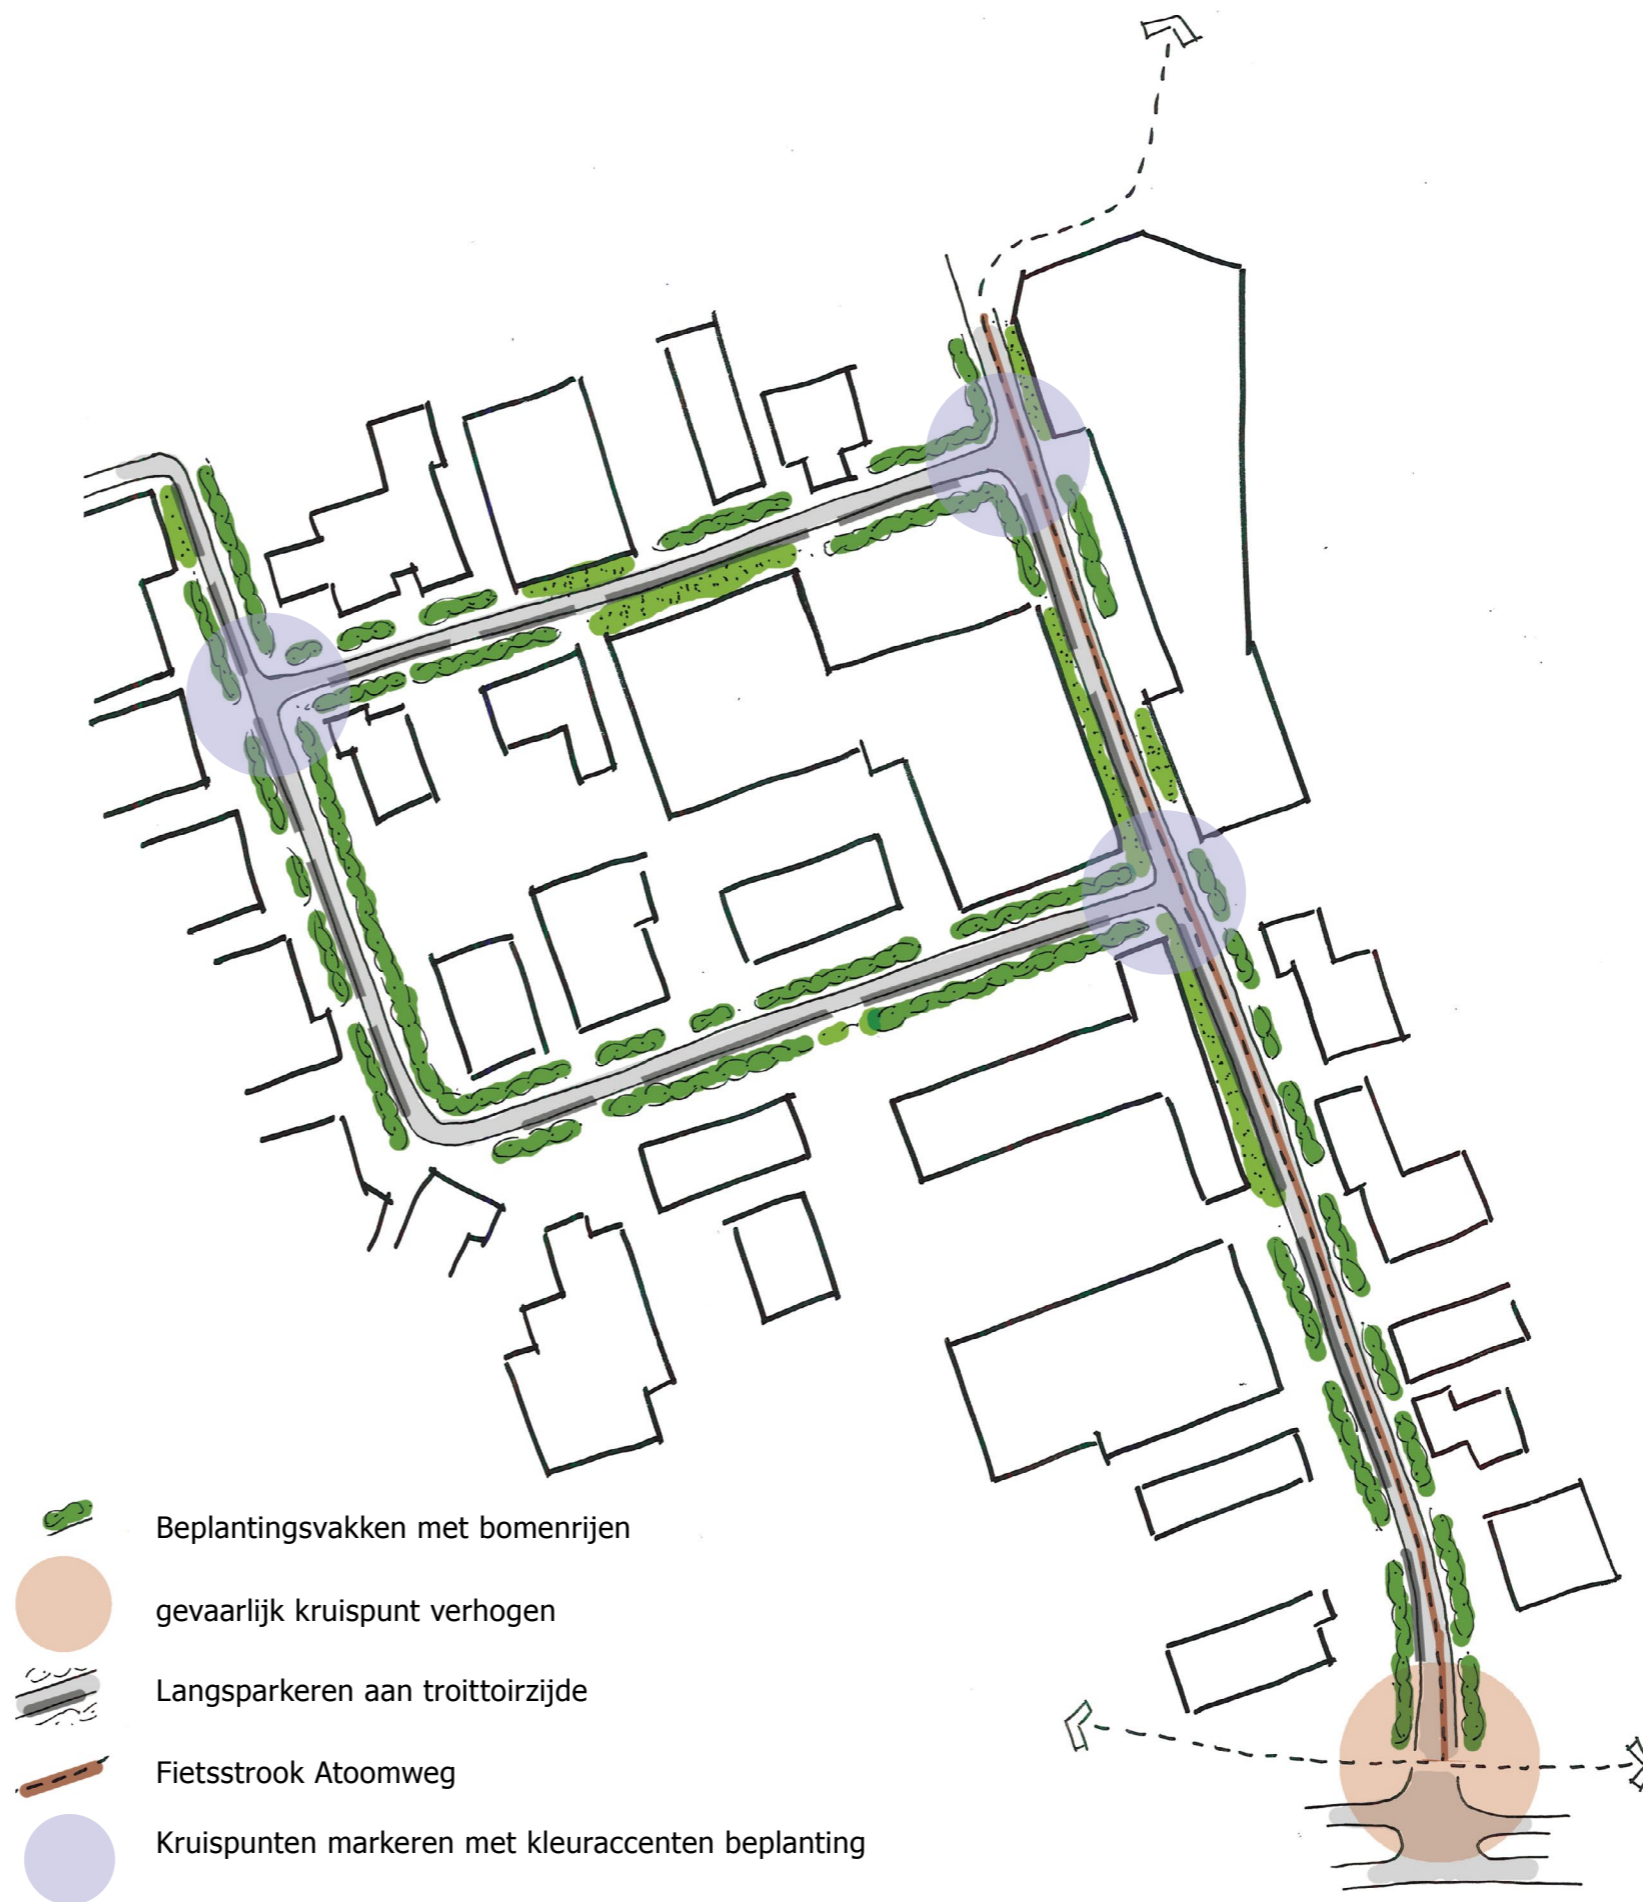 Beplantingsvakken met bomenrijen
gevaarlijk kruispunt verhogen
Langsparkeren aan troittoirzijde
Fietsstrook Atoomweg
Kruispunten markeren met kleuraccenten beplanting